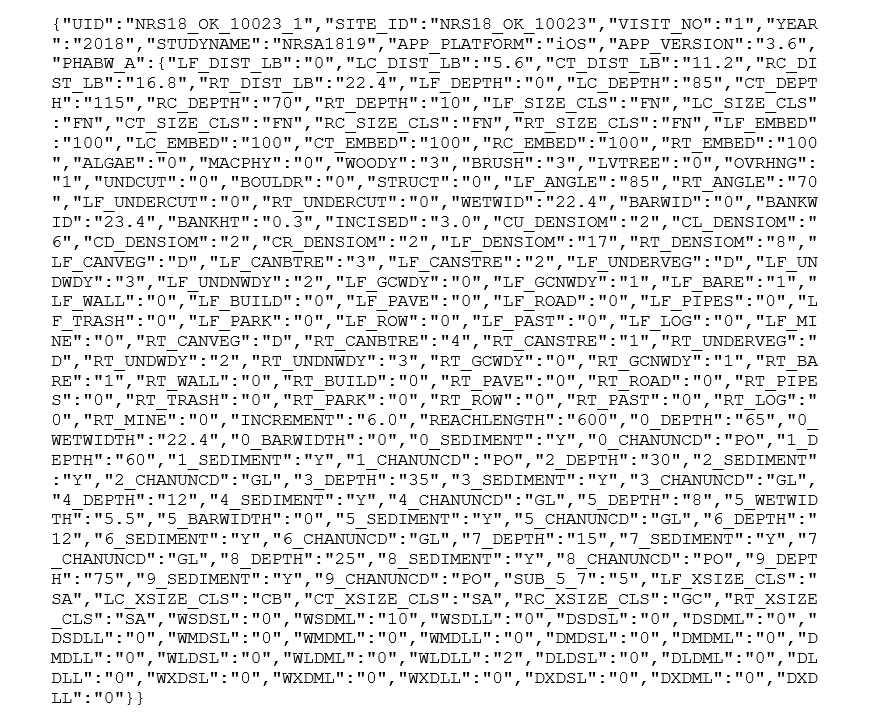 {"UID":"NRS18_OK_10023_1","SITE_ID":"NRS18_OK_10023","VISIT_NO":"1","YEAR
":"2018","STUDYNAME":"NRSA1819","APP_PLATFORM":"iOS","APP_VERSION":"3.6",
"PHABW_A":{"LF_DIST_LB":"0","LC_DIST_LB":"5.6","CT_DIST_LB":"11.2","RC_DI
ST_LB":"16.8","RT_DIST_LB":"22.4","LF_DEPTH":"0","LC_DEPTH":"85","CT_DEPT
H":"115","RC_DEPTH":"70","RT_DEPTH":"10","LF_SIZE_CLS":"FN","LC_SIZE_CLS"
:"FN","CT_SIZE_CLS":"FN","RC_SIZE_CLS":"FN","RT_SIZE_CLS":"FN","LF_EMBED"
:"100","LC_EMBED":"100","CT_EMBED":"100","RC_EMBED":"100","RT_EMBED":"100
","ALGAE":"0","MACPHY":"0","WOODY":"3","BRUSH":"3","LVTREE":"0","OVRHNG":
"1","UNDCUT":"0","BOULDR":"0","STRUCT":"0","LF_ANGLE":"85","RT_ANGLE":"70
","LF_UNDERCUT":"0","RT_UNDERCUT":"0","WETWID":"22.4","BARWID":"0","BANKW
ID":"23.4","BANKHT":"0.3","INCISED":"3.0","CU_DENSIOM":"2","CL_DENSIOM":"
6","CD_DENSIOM":"2","CR_DENSIOM":"2","LF_DENSIOM":"17","RT_DENSIOM":"8","
LF_CANVEG":"D","LF_CANBTRE":"3","LF_CANSTRE":"2","LF_UNDERVEG":"D","LF_UN
DWDY":"3","LF_UNDNWDY":"2","LF_GCWDY":"0","LF_GCNWDY":"1","LF_BARE":"1","
LF_WALL":"0","LF_BUILD":"0","LF_PAVE":"0","LF_ROAD":"0","LF_PIPES":"0","L
F_TRASH":"0","LF_PARK":"0","LF_ROW":"0","LF_PAST":"0","LF_LOG":"0","LF_MI
NE":"0","RT_CANVEG":"D","RT_CANBTRE":"4","RT_CANSTRE":"1","RT_UNDERVEG":"
D","RT_UNDWDY":"2","RT_UNDNWDY":"3","RT_GCWDY":"0","RT_GCNWDY":"1","RT_BA
RE":"1","RT_WALL":"0","RT_BUILD":"0","RT_PAVE":"0","RT_ROAD":"0","RT_PIPE
S":"0","RT_TRASH":"0","RT_PARK":"0","RT_ROW":"0","RT_PAST":"0","RT_LOG":"
0","RT_MINE":"0","INCREMENT":"6.0","REACHLENGTH":"600","0_DEPTH":"65","0_
WETWIDTH":"22.4","0_BARWIDTH":"0","0_SEDIMENT":"Y","0_CHANUNCD":"PO","1_D
EPTH":"60","1_SEDIMENT":"Y","1_CHANUNCD":"PO","2_DEPTH":"30","2_SEDIMENT"
:"Y","2_CHANUNCD":"GL","3_DEPTH":"35","3_SEDIMENT":"Y","3_CHANUNCD":"GL",
"4_DEPTH":"12","4_SEDIMENT":"Y","4_CHANUNCD":"GL","5_DEPTH":"8","5_WETWID
TH":"5.5","5_BARWIDTH":"0","5_SEDIMENT":"Y","5_CHANUNCD":"GL","6_DEPTH":"
12","6_SEDIMENT":"Y","6_CHANUNCD":"GL","7_DEPTH":"15","7_SEDIMENT":"Y","7
_CHANUNCD":"GL","8_DEPTH":"25","8_SEDIMENT":"Y","8_CHANUNCD":"PO","9_DEPT
H":"75","9_SEDIMENT":"Y","9_CHANUNCD":"PO","SUB_5_7":"5","LF_XSIZE_CLS":"
SA","LC_XSIZE_CLS":"CB","CT_XSIZE_CLS":"SA","RC_XSIZE_CLS":"GC","RT_XSIZE
_CLS":"SA","WSDSL":"0","WSDML":"10","WSDLL":"0","DSDSL":"0","DSDML":"0","
DSDLL":"0","WMDSL":"0","WMDML":"0","WMDLL":"0","DMDSL":"0","DMDML":"0","D
MDLL":"0","WLDSL":"0","WLDML":"0","WLDLL":"2","DLDSL":"0","DLDML":"0","DL
DLL":"0","WXDSL":"0","WXDML":"0","WXDLL":"0","DXDSL":"0","DXDML":"0","DXD
LL":"0"}}